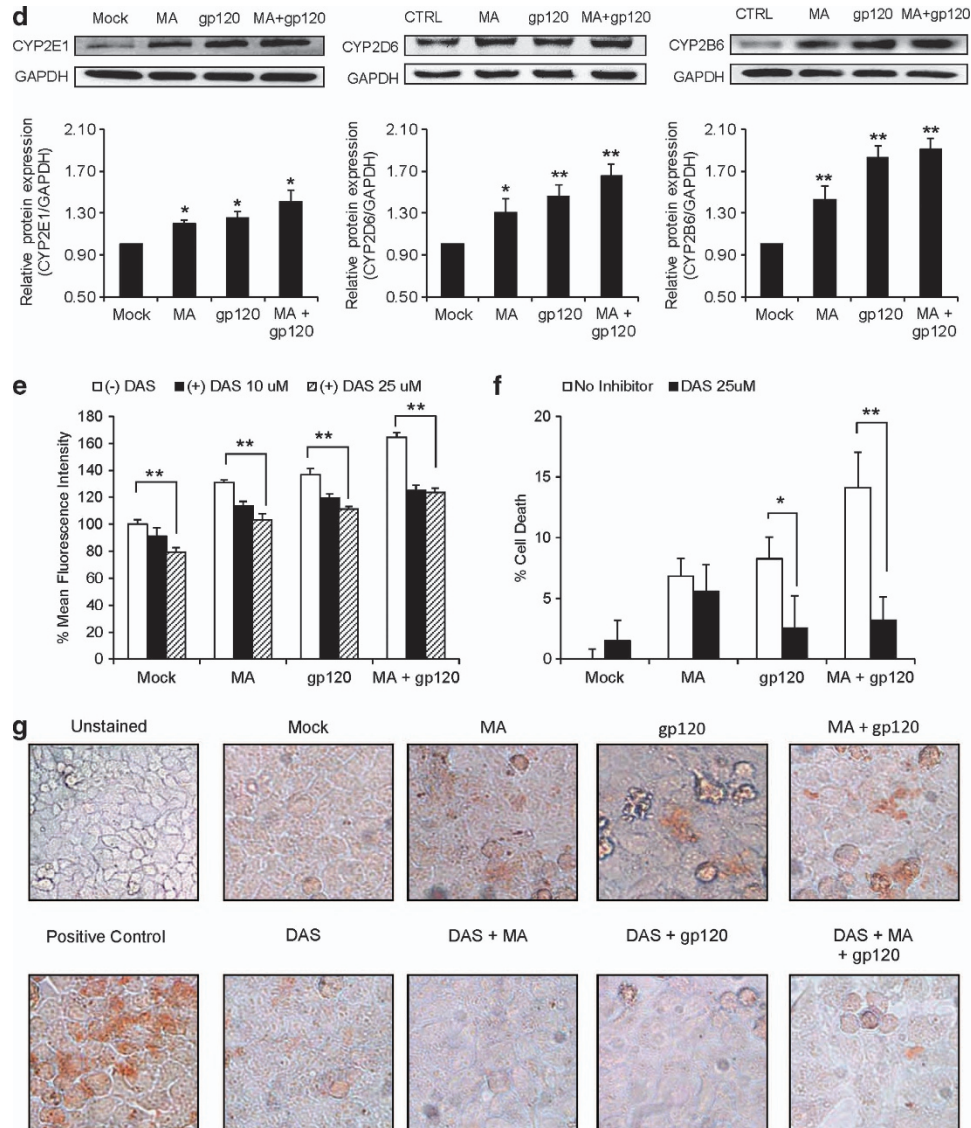 d
Mock MA gp120 MA+gp120
CYP2E1
GAPDH
CTRL MA gp120 MA+gp120
CYP2D6
GAPDH
CTRL MA gp120 MA+gp120
CYP2B6
GAPDH
Relative protein expression
(CYP2E1/GAPDH)
2.10
1.70
1.30
0.90
0.50
* * *
Mock MA gp120 MA +
gp120
Relative protein expression
(CYP2D6/GAPDH)
2.10
1.70
1.30
0.90
0.50
* ** **
Mock MA gp120 MA +
gp120
Relative protein expression
(CYP2B6/GAPDH)
2.10
1.70
1.30
0.90
0.50
** ** **
Mock MA gp120 MA +
gp120
e
(-) DAS (+) DAS 10 uM (+) DAS 25 uM
% Mean Fluorescence Intensity
180
160
140
120
100
80
60
40
20
0
** ** ** **
Mock MA gp120 MA + gp120
f
No Inhibitor DAS 25uM
% Cell Death
20
15
10
5
0
* **
Mock MA gp120 MA + gp120
g
Unstained Mock MA gp120 MA + gp120
Positive Control DAS DAS + MA DAS + gp120 DAS + MA
+ gp120